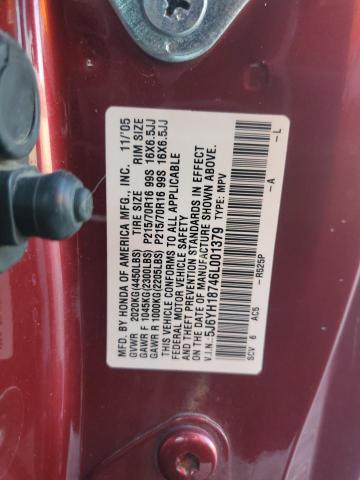 MFD. BY HONDA OF AMERICA MFG., INC. 11/'05
TIRE SIZE RIM SIZE
GVWR 2020KG(4450LBS)
GAWR F 1045KG(2300LBS) P215/70R16 99S 16X6.5JJ
GAWR R 1000KG(2205LBS) P215/70R16 99S 16X6.5JJ
THIS VEHICLE CONFORMS TO ALL APPLICABLE
FEDERAL MOTOR VEHICLE SAFETY
AND THEFT PREVENTION STANDARDS IN EFFECT
ON THE DATE OF MANUFACTURE SHOWN ABOVE.
V.I.N.: 5J6YH18746L001379 TYPE: MPV
SCV 6 AC5 -R525P -A -L